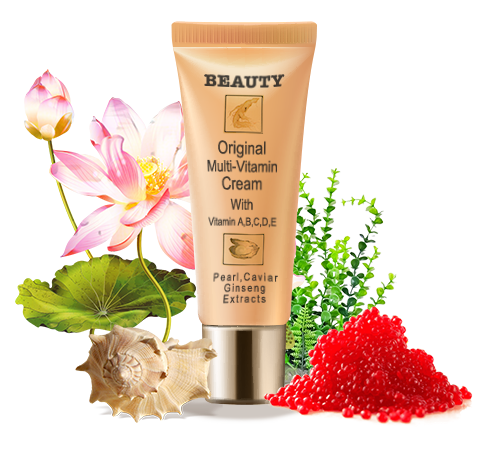 BEAUTY
Original
Multi-Vitamin
Cream
With
Vitamin A,B,C,D,E
Pearl,Caviar
Ginseng
Extracts